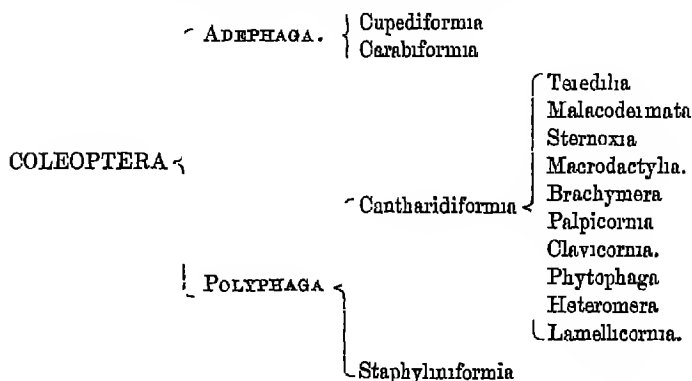 ADEPHAGA.
Cupediformia
Carabiformia
COLEOPTERA
POLYPHAGA
Cantharidiformia
Teredilia
Malacodermata
Sternoxia
Macrodactylia.
Brachymera
Palpicornia
Clavicornia.
Phytophaga
Heteromera
Lamellicornia.
Staphyliniformia